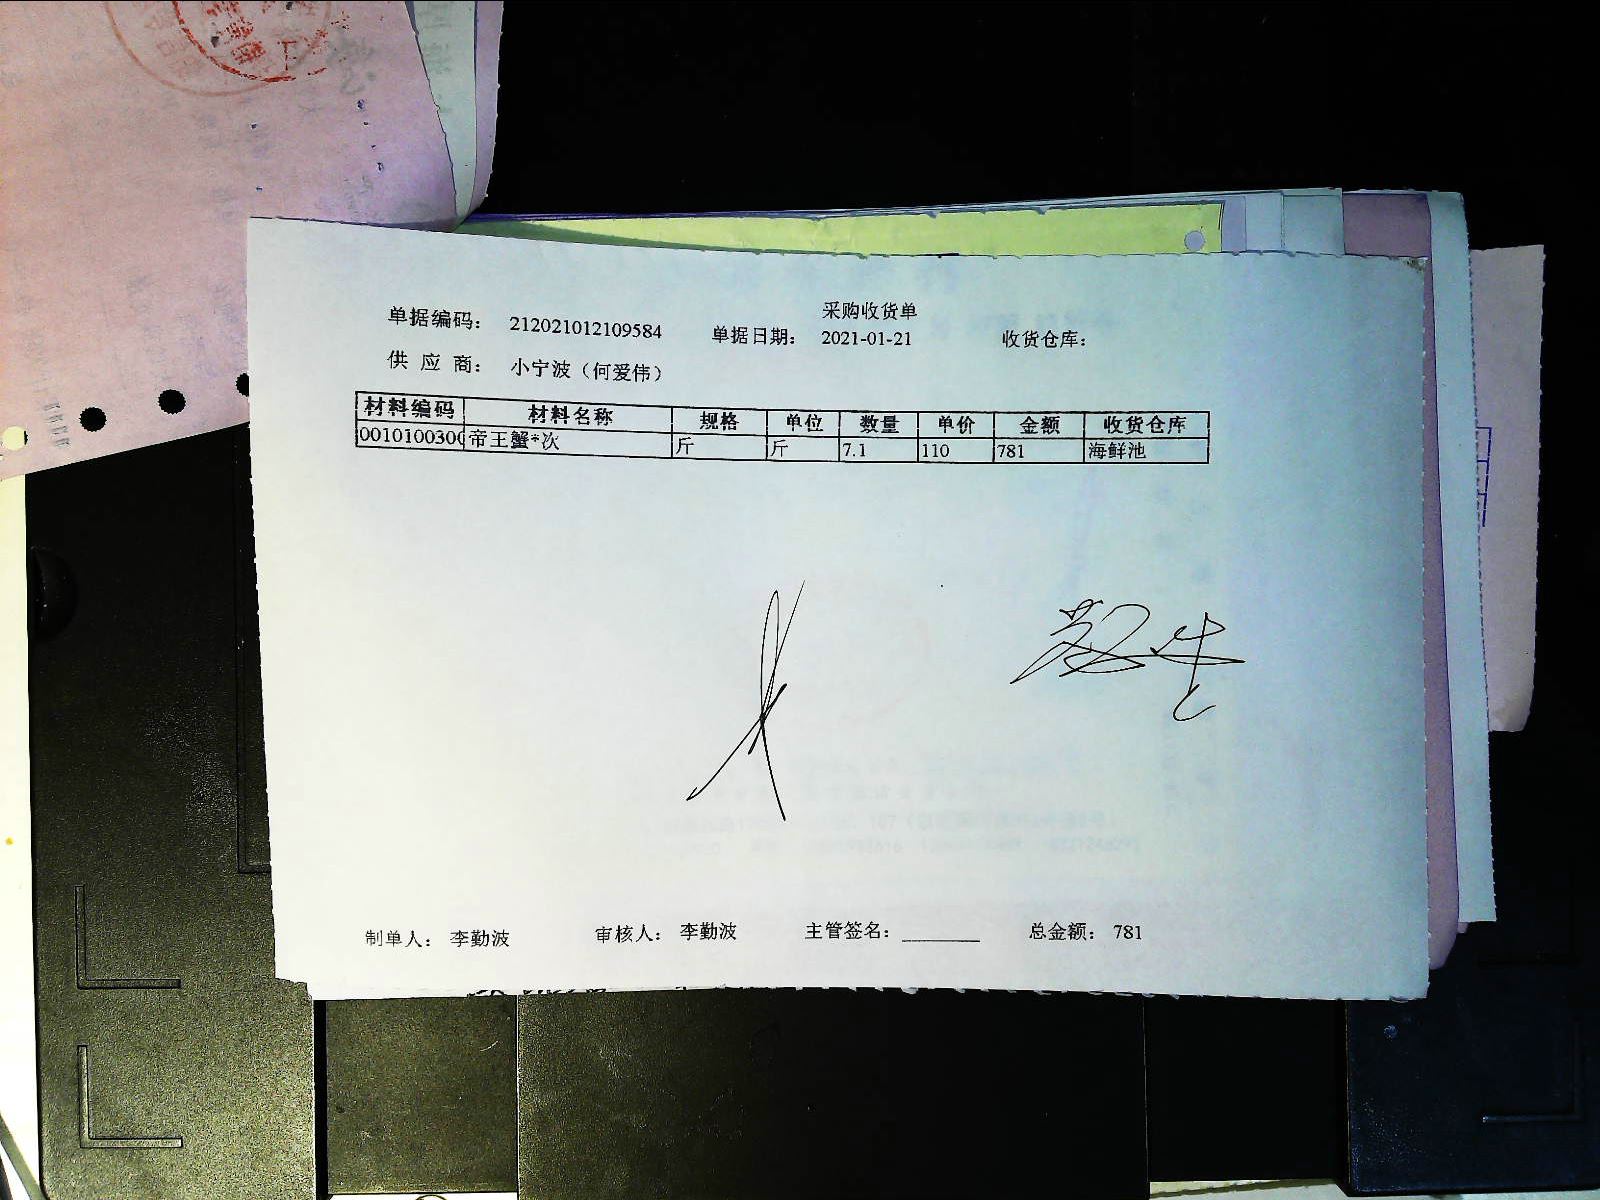 采购收货单
单据编码： 212021012109584 单据日期： 2021-01-21 收货仓库：
供 应 商： 小宁波（何爱伟）
材料编码 材料名称 规格 单位 数量 单价 金额 收货仓库
0010100300 帝王蟹*次 斤 斤 7.1 110 781 海鲜池
制单人： 李勤波 审核人： 李勤波 主管签名： 总金额： 781